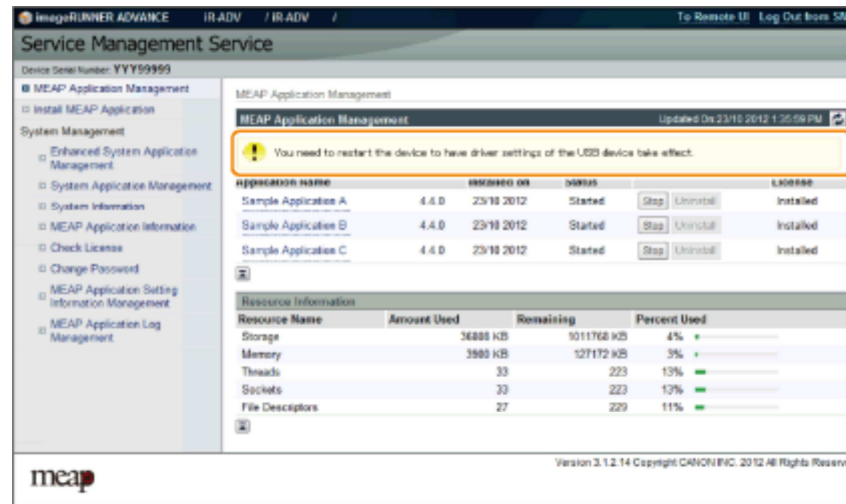 imageRUNNER ADVANCE iR-ADV / iR-ADV /
To Remote UI Log Out from SM
Service Management Service
Device Serial Number: YYY99999
MEAP Application Management
Install MEAP Application
System Management
Enhanced System Application
Management
System Application Management
System Information
MEAP Application Information
Check License
Change Password
MEAP Application Setting
Information Management
MEAP Application Log
Management
MEAP Application Management
MEAP Application Management Updated On:23/10 2012 1:35:59 PM
You need to restart the device to have driver settings of the USB device take effect.
Application Name Installed on Status License
Sample Application A 4.4.0 23/10 2012 Started Stop Uninstall Installed
Sample Application B 4.4.0 23/10 2012 Started Stop Uninstall Installed
Sample Application C 4.4.0 23/10 2012 Started Stop Uninstall Installed
Resource Information
Resource Name Amount Used Remaining Percent Used
Storage 36808 KB 1011768 KB 4%
Memory 3900 KB 127172 KB 3%
Threads 33 223 13%
Sockets 33 223 13%
File Descriptors 27 229 11%
Version 3.1.2.14 Copyright CANON INC. 2012 All Rights Reserv
meap